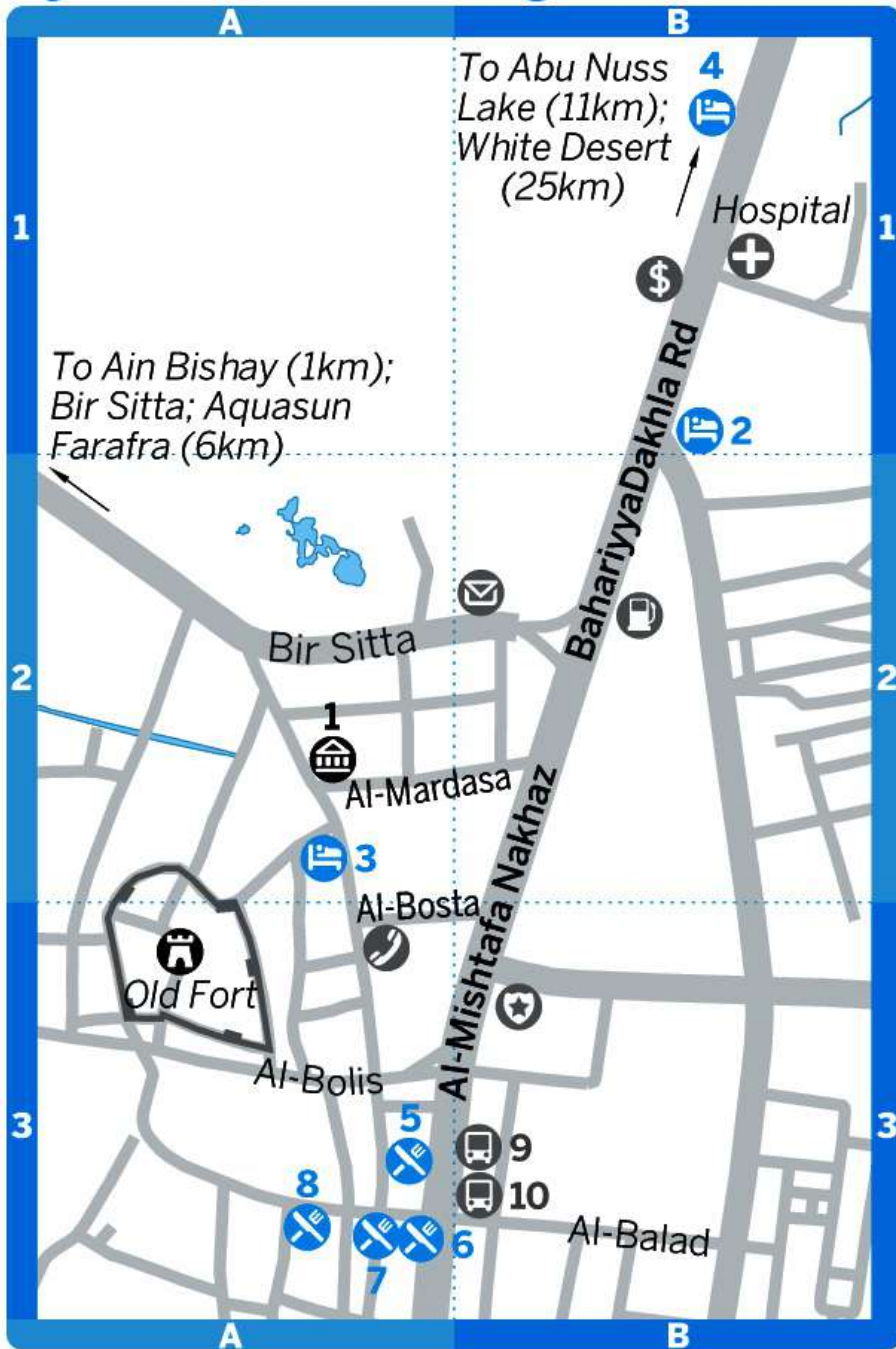 A
B
To Abu Nuss
Lake (11km);
White Desert
(25km)
4
1
Hospital
1
$
To Ain Bishay (1km);
Bir Sitta; Aquasun
Farafra (6km)
BahariyyaDakhla Rd
2
Bir Sitta
2
2
1
Al-Mardasa
3
Al-Mishtafa Nakhaz
Al-Bosta
Old Fort
Al-Bolis
3
3
5
9
10
8
7
6
Al-Balad
A
B